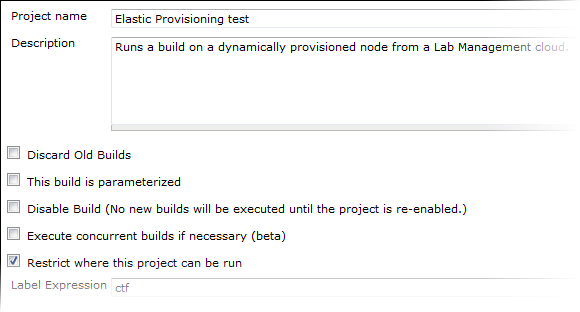 Project name Elastic Provisioning test
Description Runs a build on a dynamically provisioned node from a Lab Management cloud.
Discard Old Builds
This build is parameterized
Disable Build (No new builds will be executed until the project is re-enabled.)
Execute concurrent builds if necessary (beta)
Restrict where this project can be run
Label Expression ctf